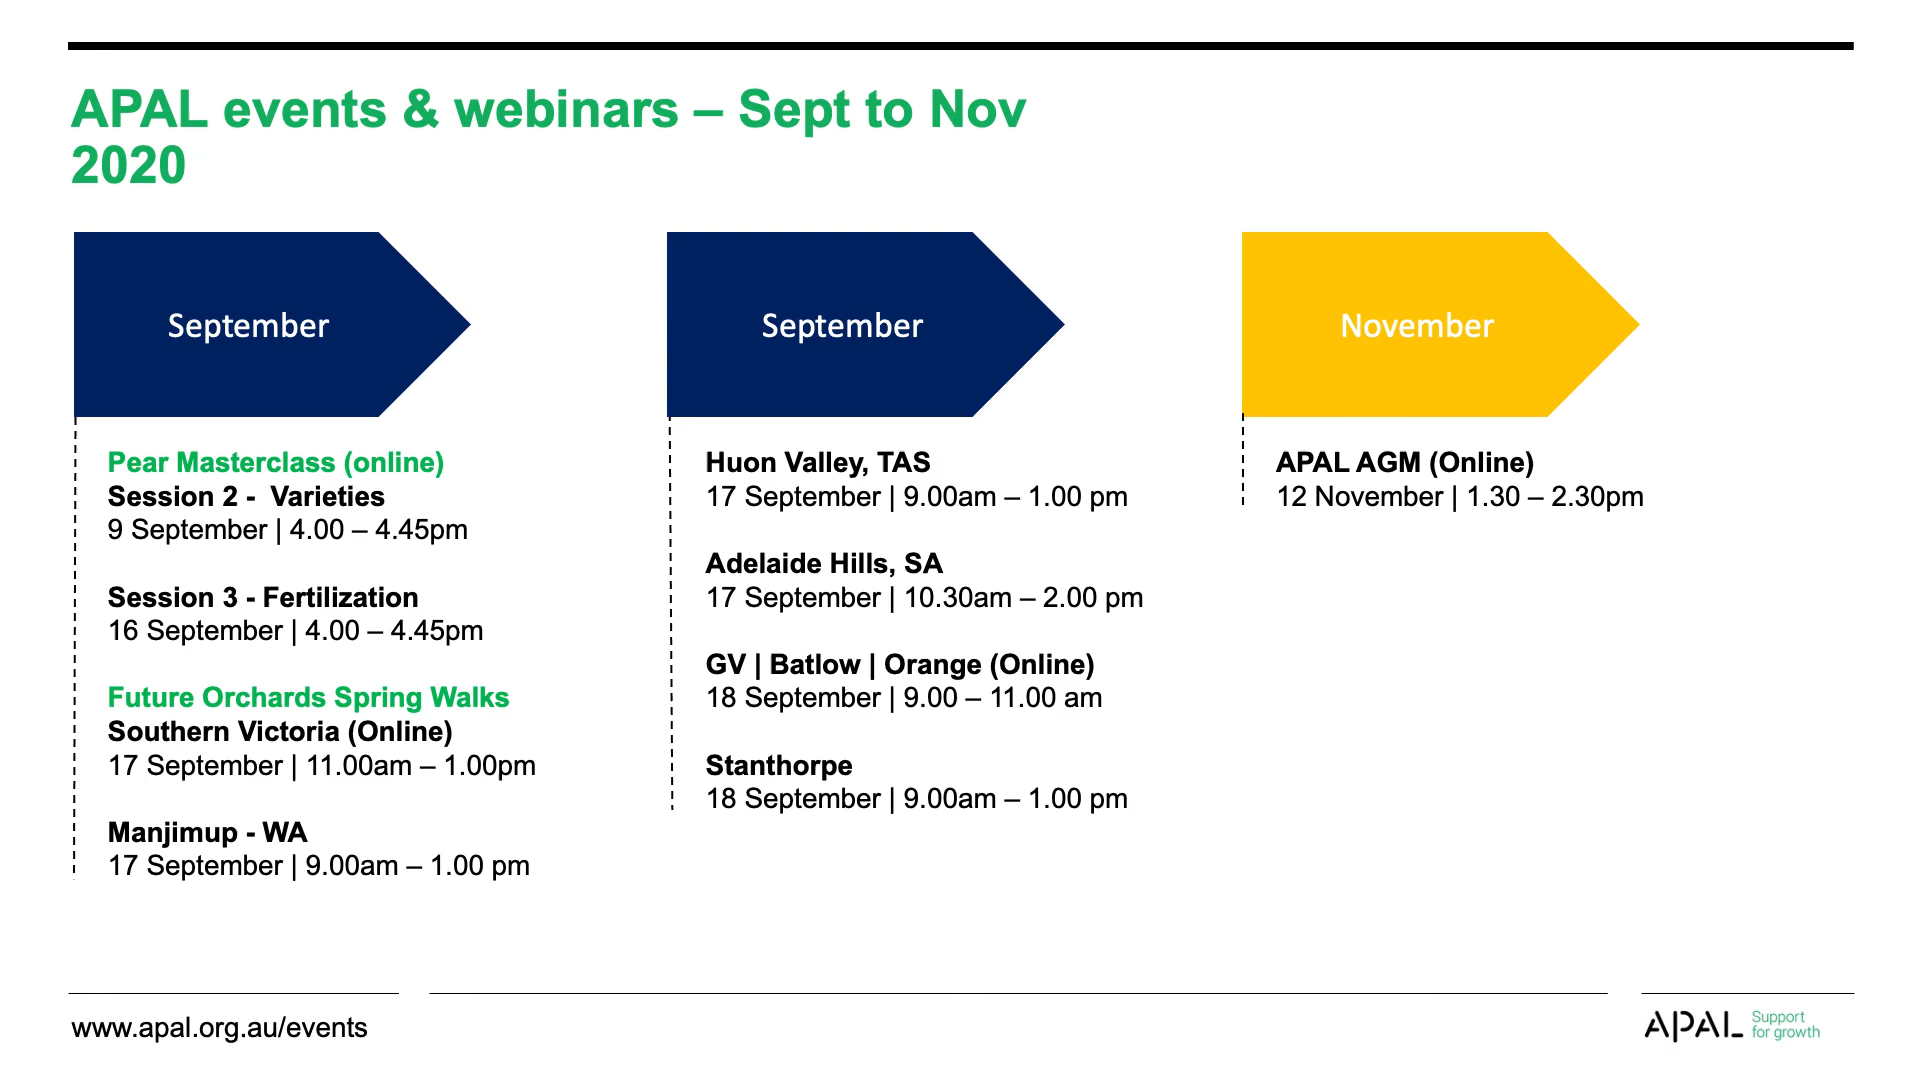 APAL events & webinars – Sept to Nov
2020
September
Pear Masterclass (online)
Session 2 -  Varieties
9 September | 4.00 – 4.45pm
Session 3 - Fertilization
16 September | 4.00 – 4.45pm
Future Orchards Spring Walks
Southern Victoria (Online)
17 September | 11.00am – 1.00pm
Manjimup - WA
17 September | 9.00am – 1.00 pm
September
Huon Valley, TAS
17 September | 9.00am – 1.00 pm
Adelaide Hills, SA
17 September | 10.30am – 2.00 pm
GV | Batlow | Orange (Online)
18 September | 9.00 – 11.00 am
Stanthorpe
18 September | 9.00am – 1.00 pm
November
APAL AGM (Online)
12 November | 1.30 – 2.30pm
www.apal.org.au/events
APAL
Support
for growth